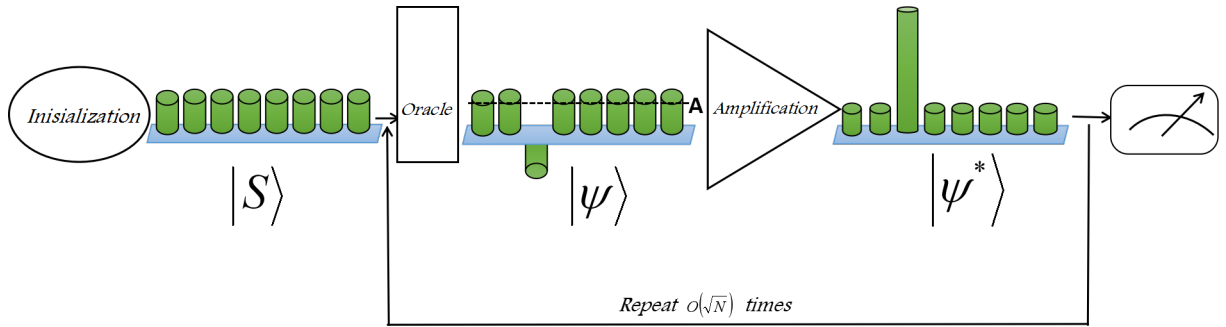 Inisialization
Oracle
A
Amplification
|S⟩
|ψ⟩
|ψ*⟩
Repeat O(√N) times